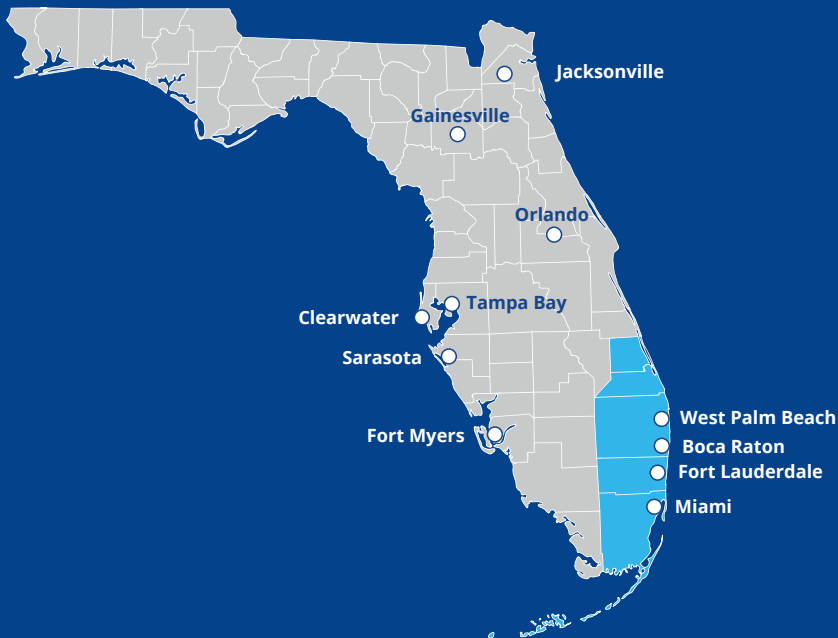 Jacksonville
Gainesville
Orlando
Tampa Bay
Clearwater
Sarasota
West Palm Beach
Fort Myers
Boca Raton
Fort Lauderdale
Miami